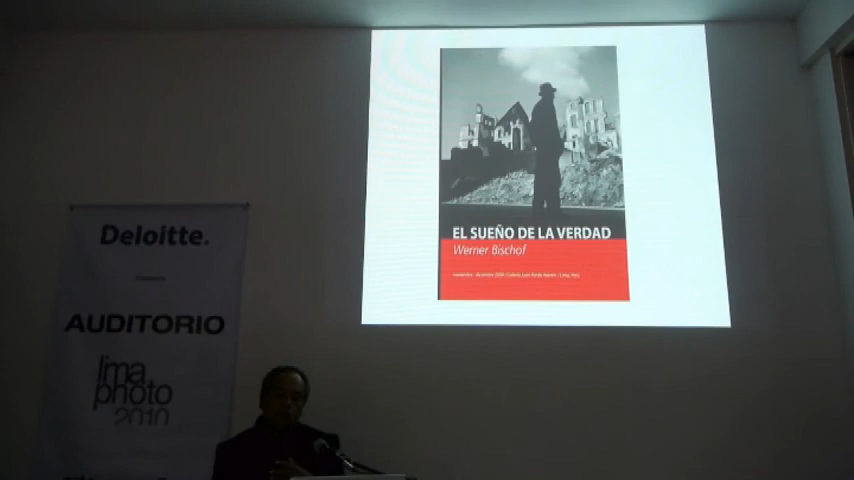 EL SUEÑO DE LA VERDAD
Werner Bischof
Deloitte.
AUDITORIO
lima
photo
2010